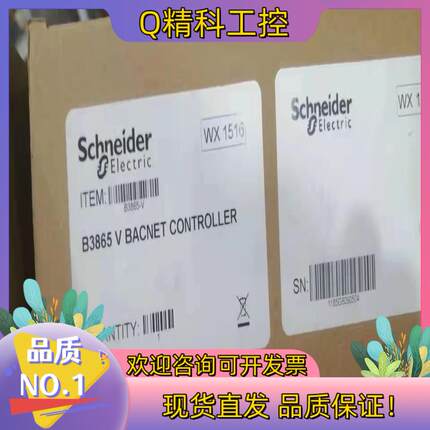 Q精科工控
Schneider
Electric
WX 1516
ITEM:
B3865-V
B3865 V BACNET CONTROLLER
QUANTITY:
1
Schneider
Electric
WX 1
SN:
品质
NO.1
欢迎咨询可开发票
现货直发 品质保证!